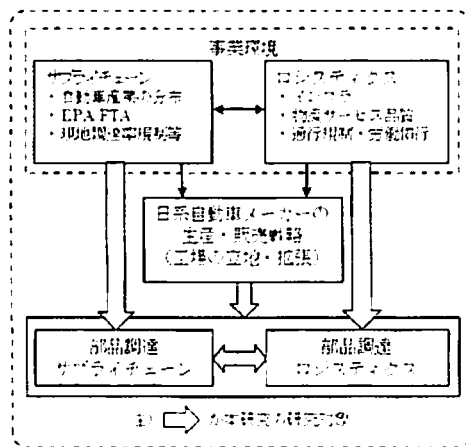 事業環境
サプライチェーン
・自動車産業の分布
・EPA FTA
・現地調達率規制等
ロジスティクス
・インフラ
・物流サービス品質
・通行規制・労働慣行
日系自動車メーカーの
生産・販売戦略
(工場の立地・拡張)
部品調達
サプライチェーン
部品調達
ロジスティクス
注) が本研究の研究対象